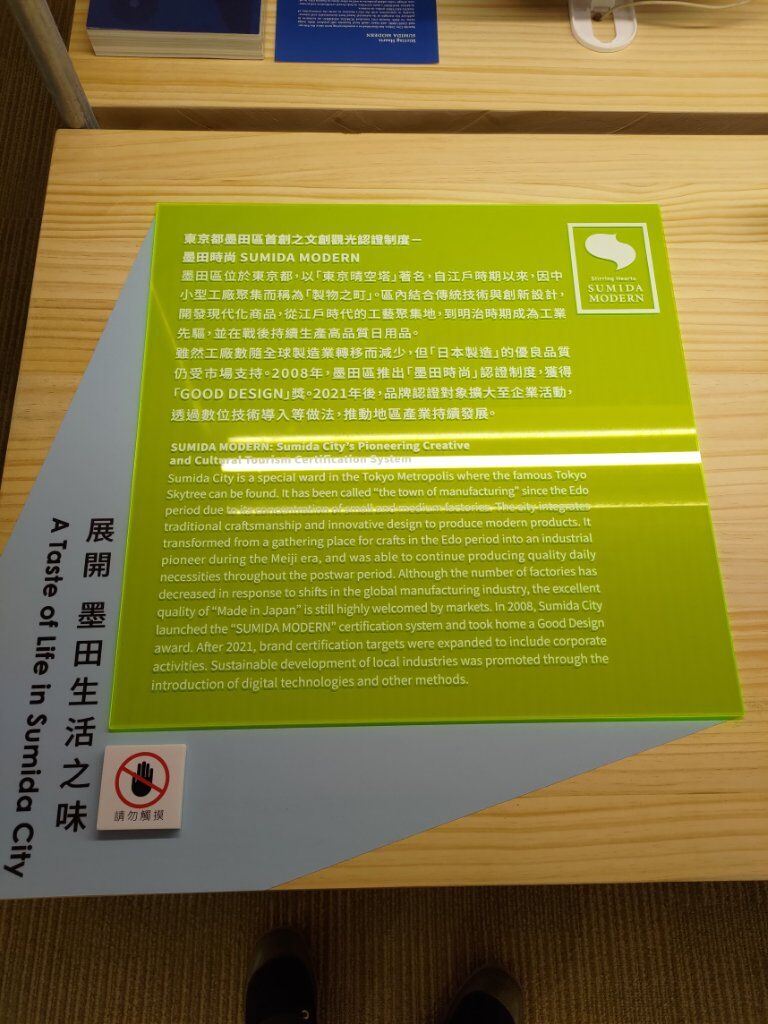 Stirring Hearts
SUMIDA MODERN
東京都墨田區首創之文創觀光認證制度－
墨田時尚 SUMIDA MODERN
墨田區位於東京都，以「東京晴空塔」著名，自江戶時期以來，因中
小型工廠聚集而稱為「製物之町」。區內結合傳統技術與創新設計，
開發現代化商品，從江戶時代的工藝聚集地，到明治時期成為工業
先驅，並在戰後持續生產高品質日用品。
雖然工廠數隨全球製造業轉移而減少，但「日本製造」的優良品質
仍受市場支持。2008年，墨田區推出「墨田時尚」認證制度，獲得
「GOOD DESIGN」獎。2021年後，品牌認證對象擴大至企業活動，
透過數位技術導入等做法，推動地區產業持續發展。
Stirring Hearts
SUMIDA
MODERN
SUMIDA MODERN: Sumida City's Pioneering Creative
and Cultural Tourism Certification System
Sumida City is a special ward in the Tokyo Metropolis where the famous Tokyo
Skytree can be found. It has been called “the town of manufacturing” since the Edo
period due to its concentration of small and medium factories. The city integrates
traditional craftsmanship and innovative design to produce modern products. It
transformed from a gathering place for crafts in the Edo period into an industrial
pioneer during the Meiji era, and was able to continue producing quality daily
necessities throughout the postwar period. Although the number of factories has
decreased in response to shifts in the global manufacturing industry, the excellent
quality of “Made in Japan” is still highly welcomed by markets. In 2008, Sumida City
launched the “SUMIDA MODERN” certification system and took home a Good Design
award. After 2021, brand certification targets were expanded to include corporate
activities. Sustainable development of local industries was promoted through the
introduction of digital technologies and other methods.
展開 墨田生活之味
A Taste of Life in Sumida City
請勿觸摸